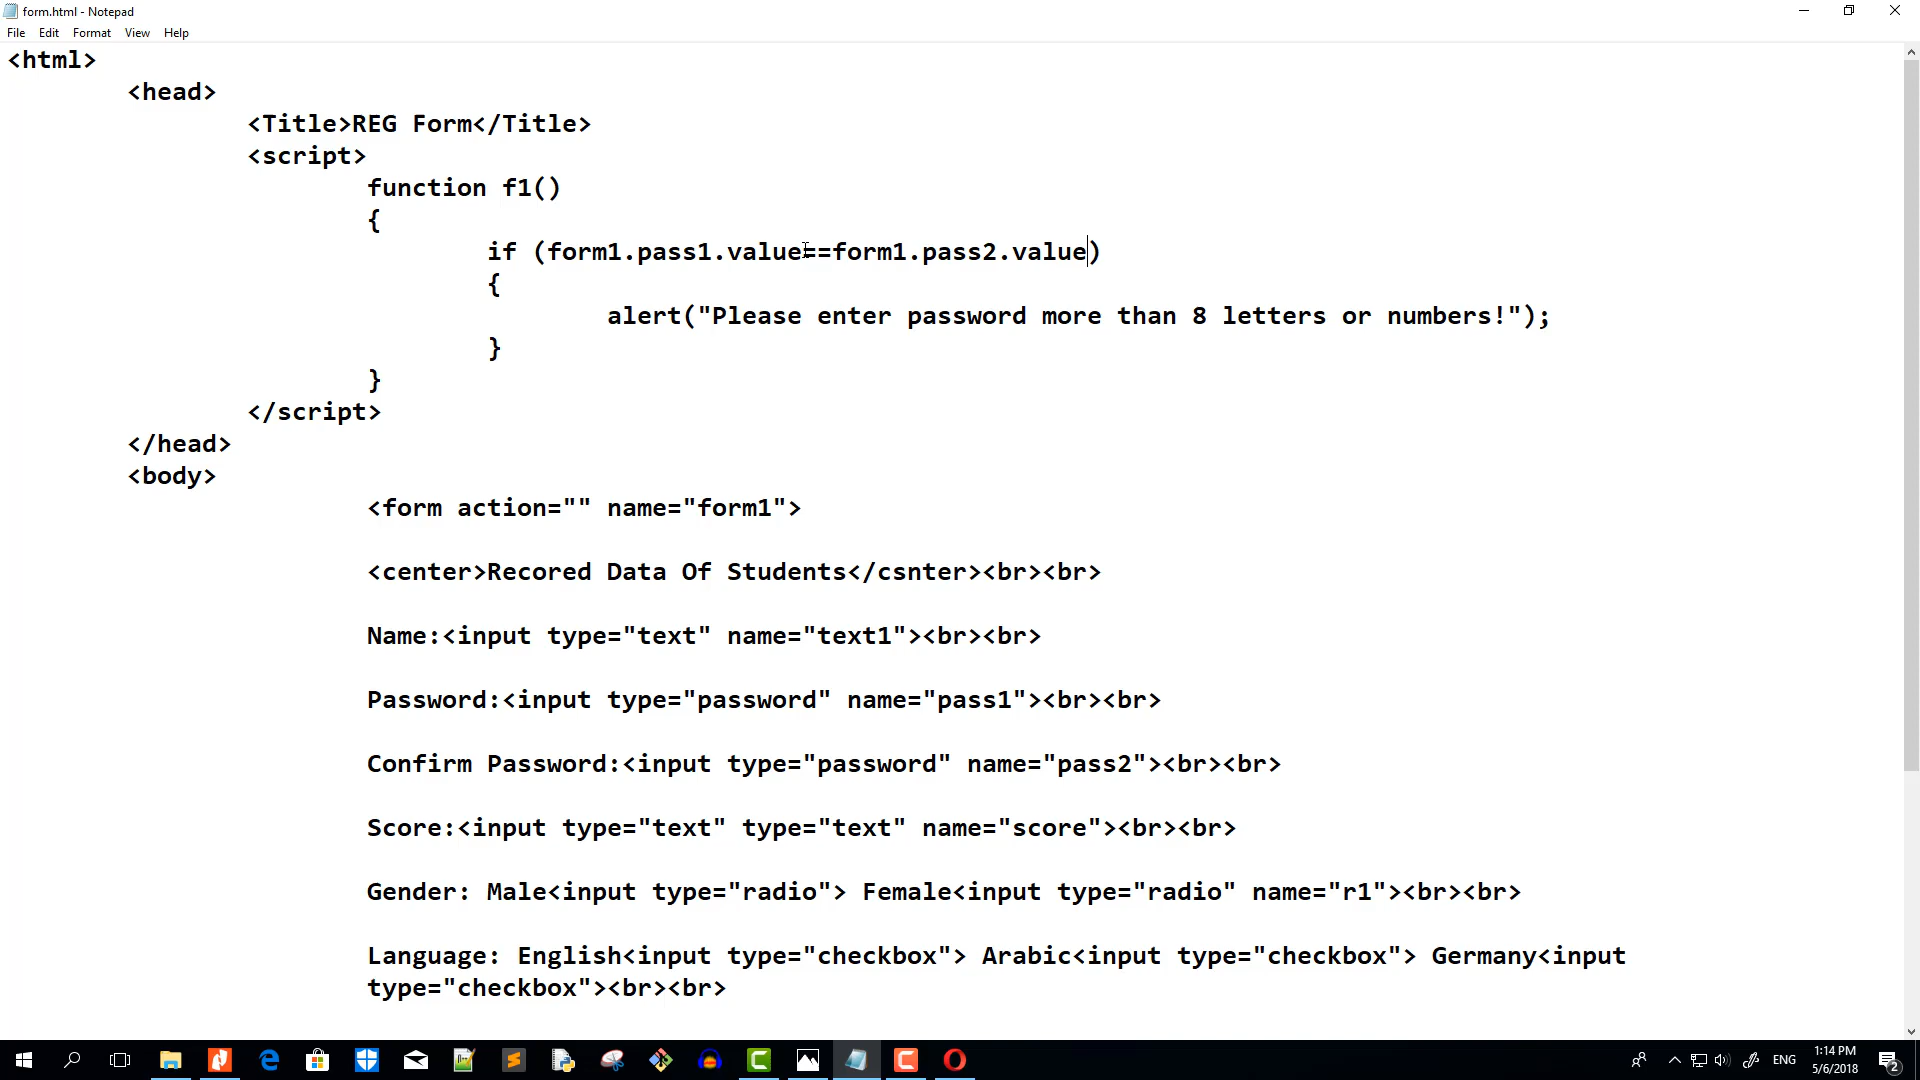 form.html - Notepad
File Edit Format View Help
<html>
<head>
<Title>REG Form</Title>
<script>
function f1()
{
if (form1.pass1.value==form1.pass2.value)
{
alert("Please enter password more than 8 letters or numbers!");
}
}
</script>
</head>
<body>
<form action="" name="form1">
<center>Recored Data Of Students</csnter><br><br>
Name:<input type="text" name="text1"><br><br>
Password:<input type="password" name="pass1"><br><br>
Confirm Password:<input type="password" name="pass2"><br><br>
Score:<input type="text" type="text" name="score"><br><br>
Gender: Male<input type="radio"> Female<input type="radio" name="r1"><br><br>
Language: English<input type="checkbox"> Arabic<input type="checkbox"> Germany<input
type="checkbox"><br><br>
ENG
1:14 PM
5/6/2018
2